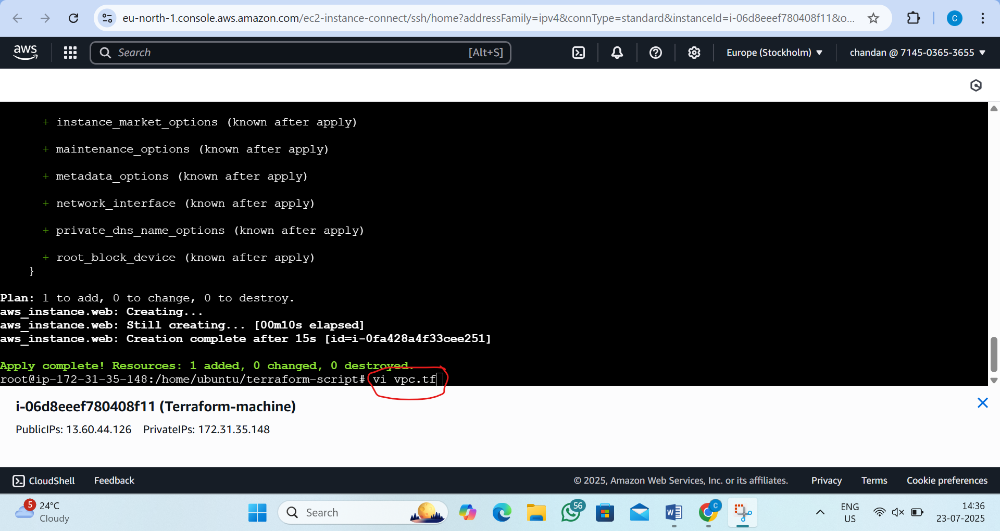 eu-north-1.console.aws.amazon.com/ec2-instance-connect/ssh/home?addressFamily=ipv4&connType=standard&instanceId=i-06d8eeef780408f11&o...
C
aws
Search
[Alt+S]
Europe (Stockholm)
chandan @ 7145-0365-3655
+ instance_market_options (known after apply)
+ maintenance_options (known after apply)
+ metadata_options (known after apply)
+ network_interface (known after apply)
+ private_dns_name_options (known after apply)
+ root_block_device (known after apply)
}
Plan: 1 to add, 0 to change, 0 to destroy.
aws_instance.web: Creating...
aws_instance.web: Still creating... [00m10s elapsed]
aws_instance.web: Creation complete after 15s [id=i-0fa428a4f33cee251]
Apply complete! Resources: 1 added, 0 changed, 0 destroyed.
root@ip-172-31-35-148:/home/ubuntu/terraform-script# vi vpc.tf
i-06d8eeef780408f11 (Terraform-machine)
PublicIPs: 13.60.44.126 PrivateIPs: 172.31.35.148
CloudShell
Feedback
© 2025, Amazon Web Services, Inc. or its affiliates.
Privacy
Terms
Cookie preferences
5
24°C
Cloudy
Search
56
W
C
ENG
US
14:36
23-07-2025